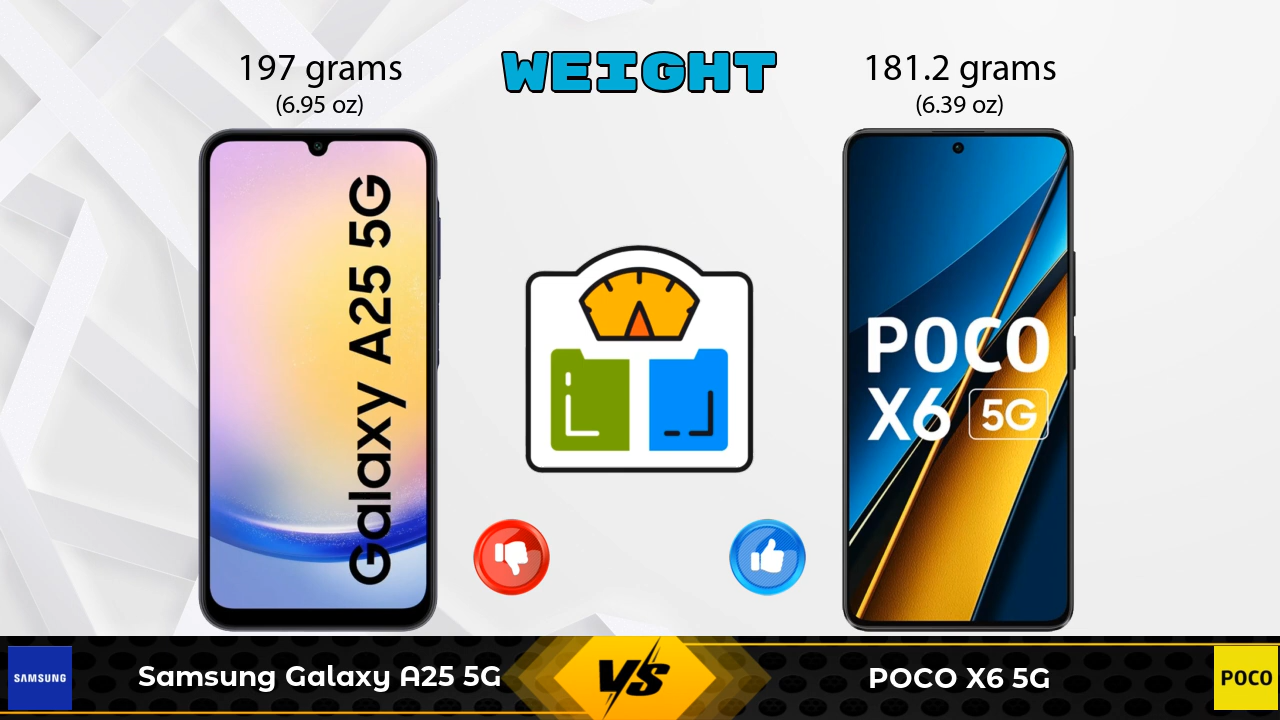 WEIGHT
197 grams
(6.95 oz)
181.2 grams
(6.39 oz)
Galaxy A25 5G
POCO
X6 5G
SAMSUNG
Samsung Galaxy A25 5G
VS
POCO X6 5G
POCO